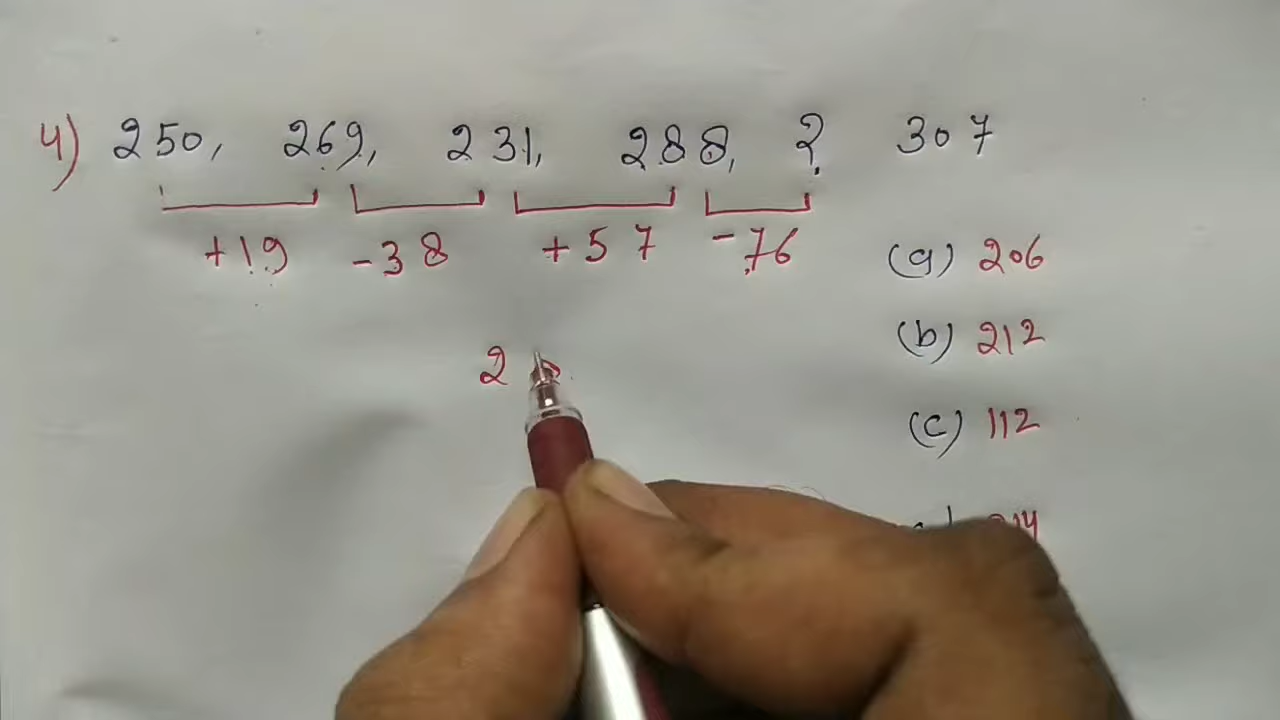 4) 250, 269, 231, 288, ? 307
+19 -38 +57 -76
(a) 206
2
(b) 212
(c) 112